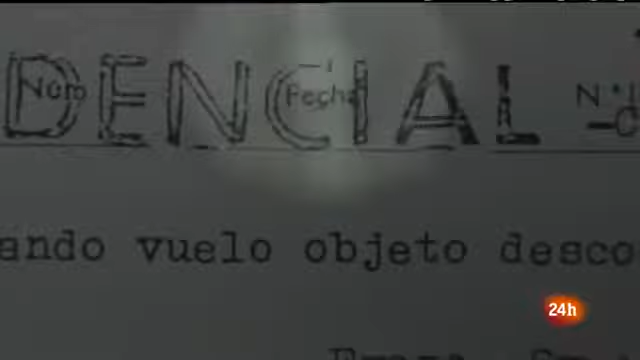 DENCIAL
Núm
Fecha
N.º
ando vuelo objeto desco
24h